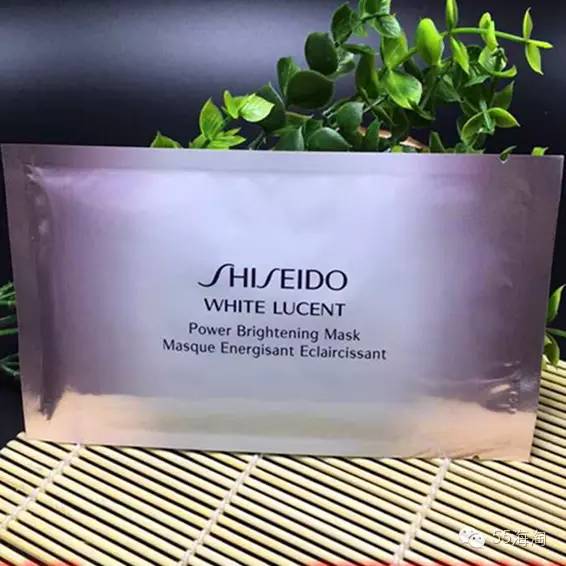 SHISEIDO
WHITE LUCENT
Power Brightening Mask
Masque Energisant Eclaircissant
55海淘